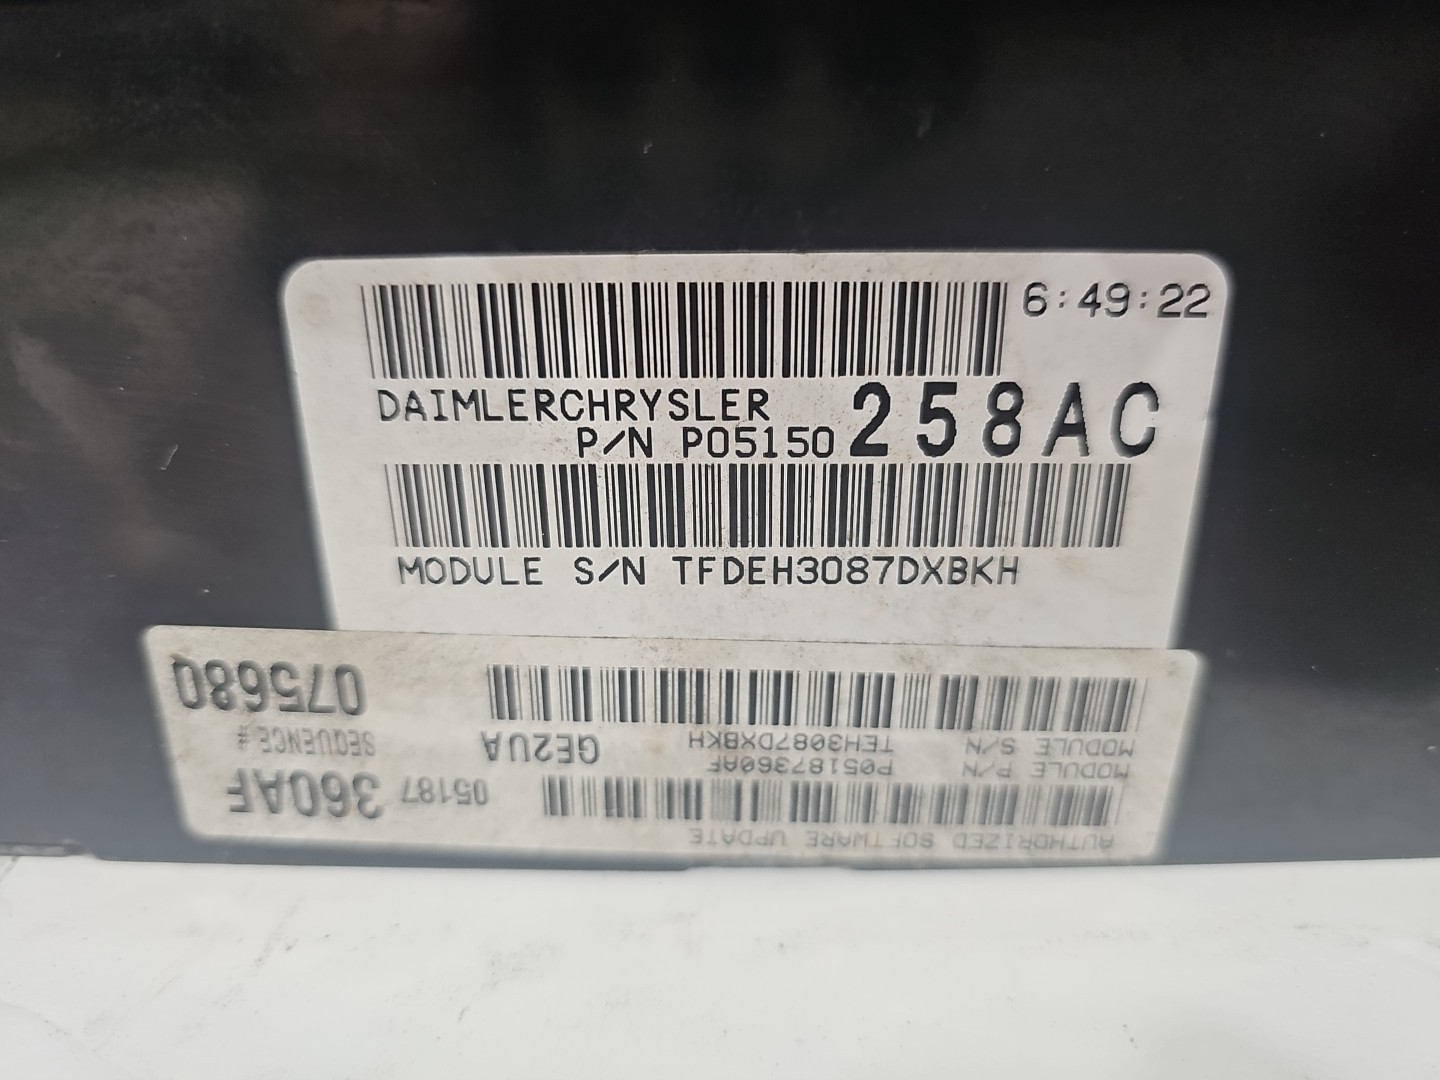 6:49:22
DAIMLERCHRYSLER
P/N P05150 258AC
MODULE S/N TFDEH3087DXBKH
AUTHORIZED SOFTWARE UPDATE
05187 360AF
MODULE P/N P05187360AF
MODULE S/N TEH3087DXBKH
GE2UA SEQUENCE #
075680